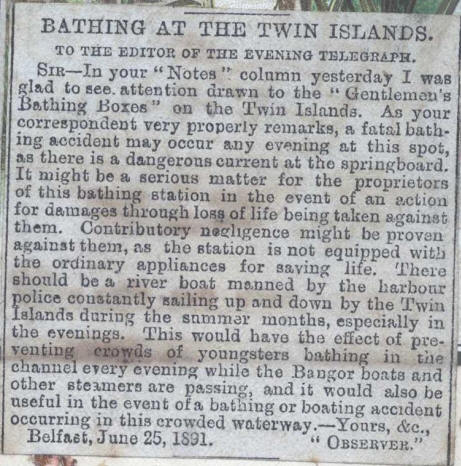 BATHING AT THE TWIN ISLANDS.
TO THE EDITOR OF THE EVENING TELEGRAPH.
SIR—In your "Notes" column yesterday I was
glad to see attention drawn to the "Gentlemen's
Bathing Boxes" on the Twin Islands. As your
correspondent very properly remarks, a fatal bath-
ing accident may occur any evening at this spot,
as there is a dangerous current at the springboard.
It might be a serious matter for the proprietors
of this bathing station in the event of an action
for damages through loss of life being taken against
them. Contributory negligence might be proven
against them, as the station is not equipped with
the ordinary appliances for saving life. There
should be a river boat manned by the harbour
police constantly sailing up and down by the Twin
Islands during the summer months, especially in
the evenings. This would have the effect of pre-
venting crowds of youngsters bathing in the
channel every evening while the Bangor boats and
other steamers are passing, and it would also be
useful in the event of a bathing or boating accident
occurring in this crowded waterway.—Yours, &c.,
Belfast, June 25, 1891. "OBSERVER."